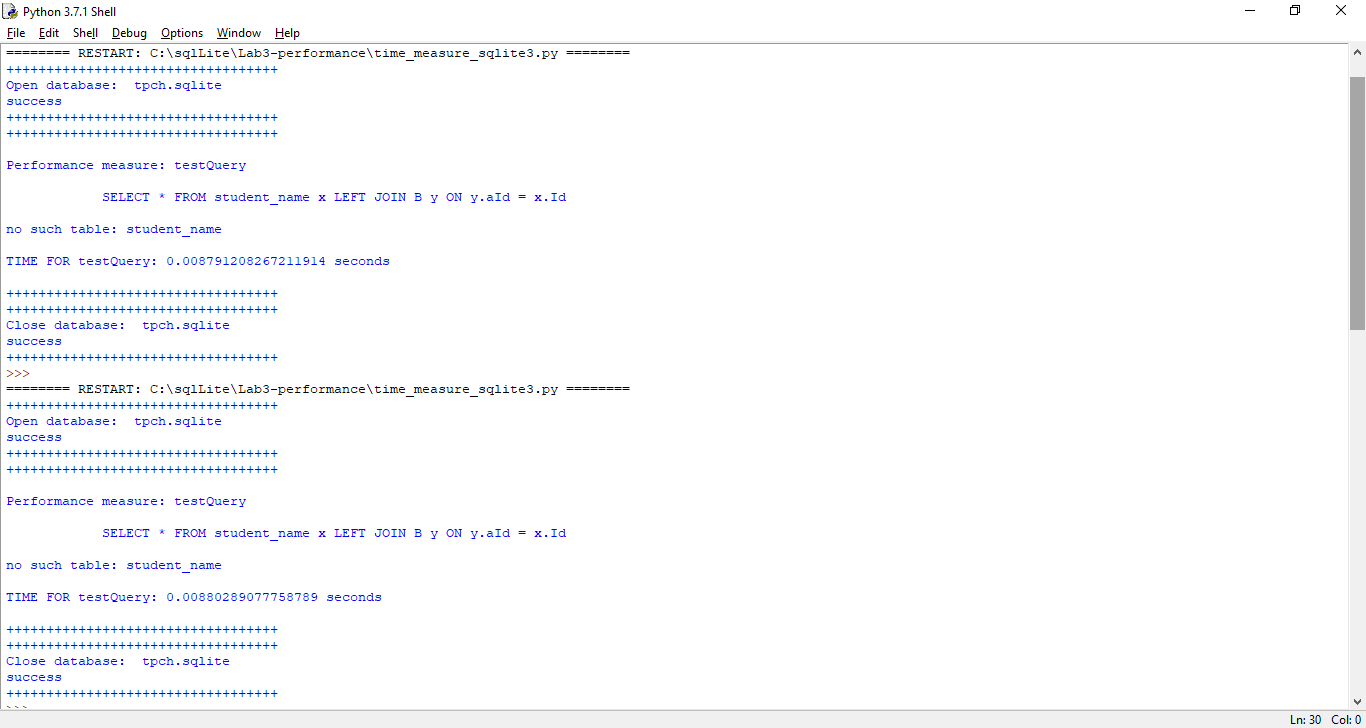 Python 3.7.1 Shell
File Edit Shell Debug Options Window Help
======== RESTART: C:\sqlLite\Lab3-performance\time_measure_sqlite3.py ========
++++++++++++++++++++++++++++++++++
Open database:  tpch.sqlite
success
++++++++++++++++++++++++++++++++++
++++++++++++++++++++++++++++++++++
Performance measure: testQuery
            SELECT * FROM student_name x LEFT JOIN B y ON y.aId = x.Id
no such table: student_name
TIME FOR testQuery: 0.008791208267211914 seconds
++++++++++++++++++++++++++++++++++
++++++++++++++++++++++++++++++++++
Close database:  tpch.sqlite
success
++++++++++++++++++++++++++++++++++
>>>
======== RESTART: C:\sqlLite\Lab3-performance\time_measure_sqlite3.py ========
++++++++++++++++++++++++++++++++++
Open database:  tpch.sqlite
success
++++++++++++++++++++++++++++++++++
++++++++++++++++++++++++++++++++++
Performance measure: testQuery
            SELECT * FROM student_name x LEFT JOIN B y ON y.aId = x.Id
no such table: student_name
TIME FOR testQuery: 0.00880289077758789 seconds
++++++++++++++++++++++++++++++++++
++++++++++++++++++++++++++++++++++
Close database:  tpch.sqlite
success
++++++++++++++++++++++++++++++++++
Ln: 30 Col: 0